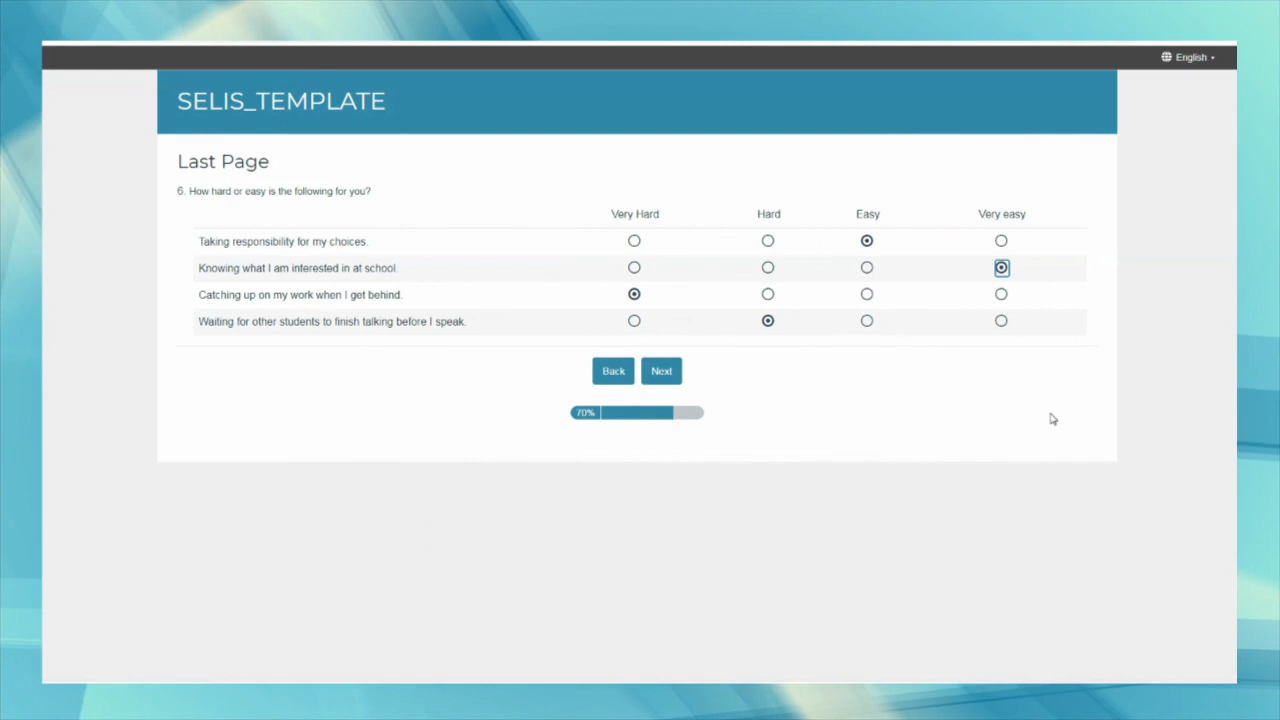 English
SELIS_TEMPLATE
Last Page
6. How hard or easy is the following for you?
Very Hard Hard Easy Very easy
Taking responsibility for my choices.
Knowing what I am interested in at school.
Catching up on my work when I get behind.
Waiting for other students to finish talking before I speak.
Back Next
70%